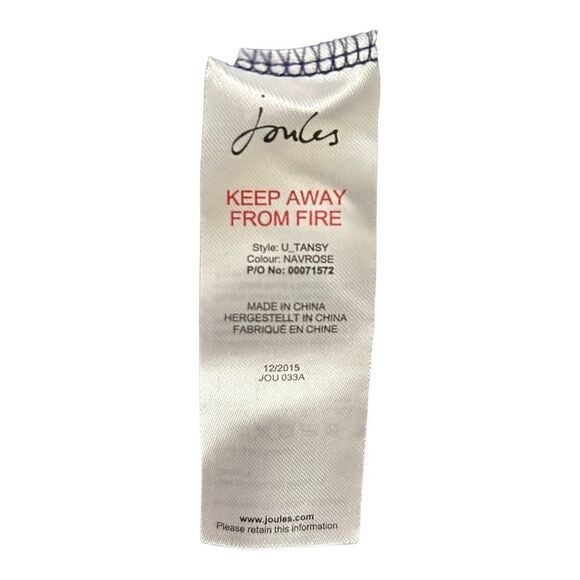 Joules
KEEP AWAY
FROM FIRE
Style: U_TANSY
Colour: NAVROSE
P/O No: 00071572
MADE IN CHINA
HERGESTELLT IN CHINA
FABRIQUÉ EN CHINE
12/2015
JOU 033A
www.joules.com
Please retain this information